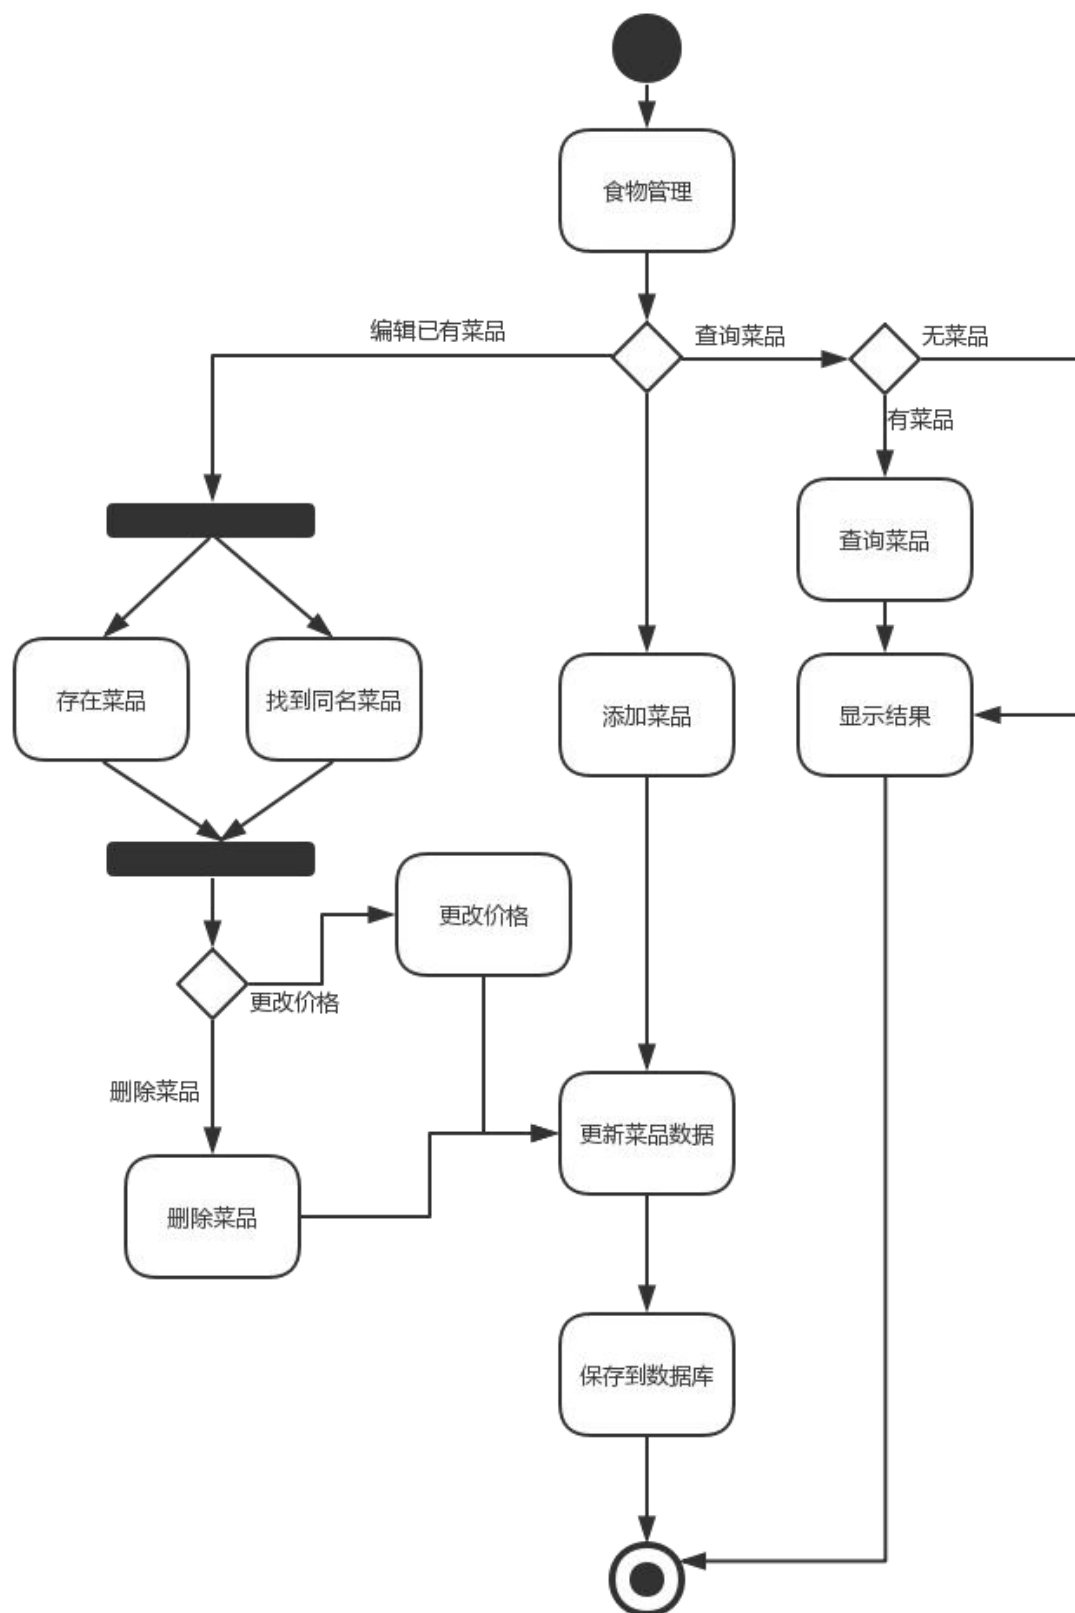 食物管理
编辑已有菜品
查询菜品
无菜品
有菜品
查询菜品
存在菜品
找到同名菜品
添加菜品
显示结果
更改价格
更改价格
删除菜品
更新菜品数据
删除菜品
保存到数据库